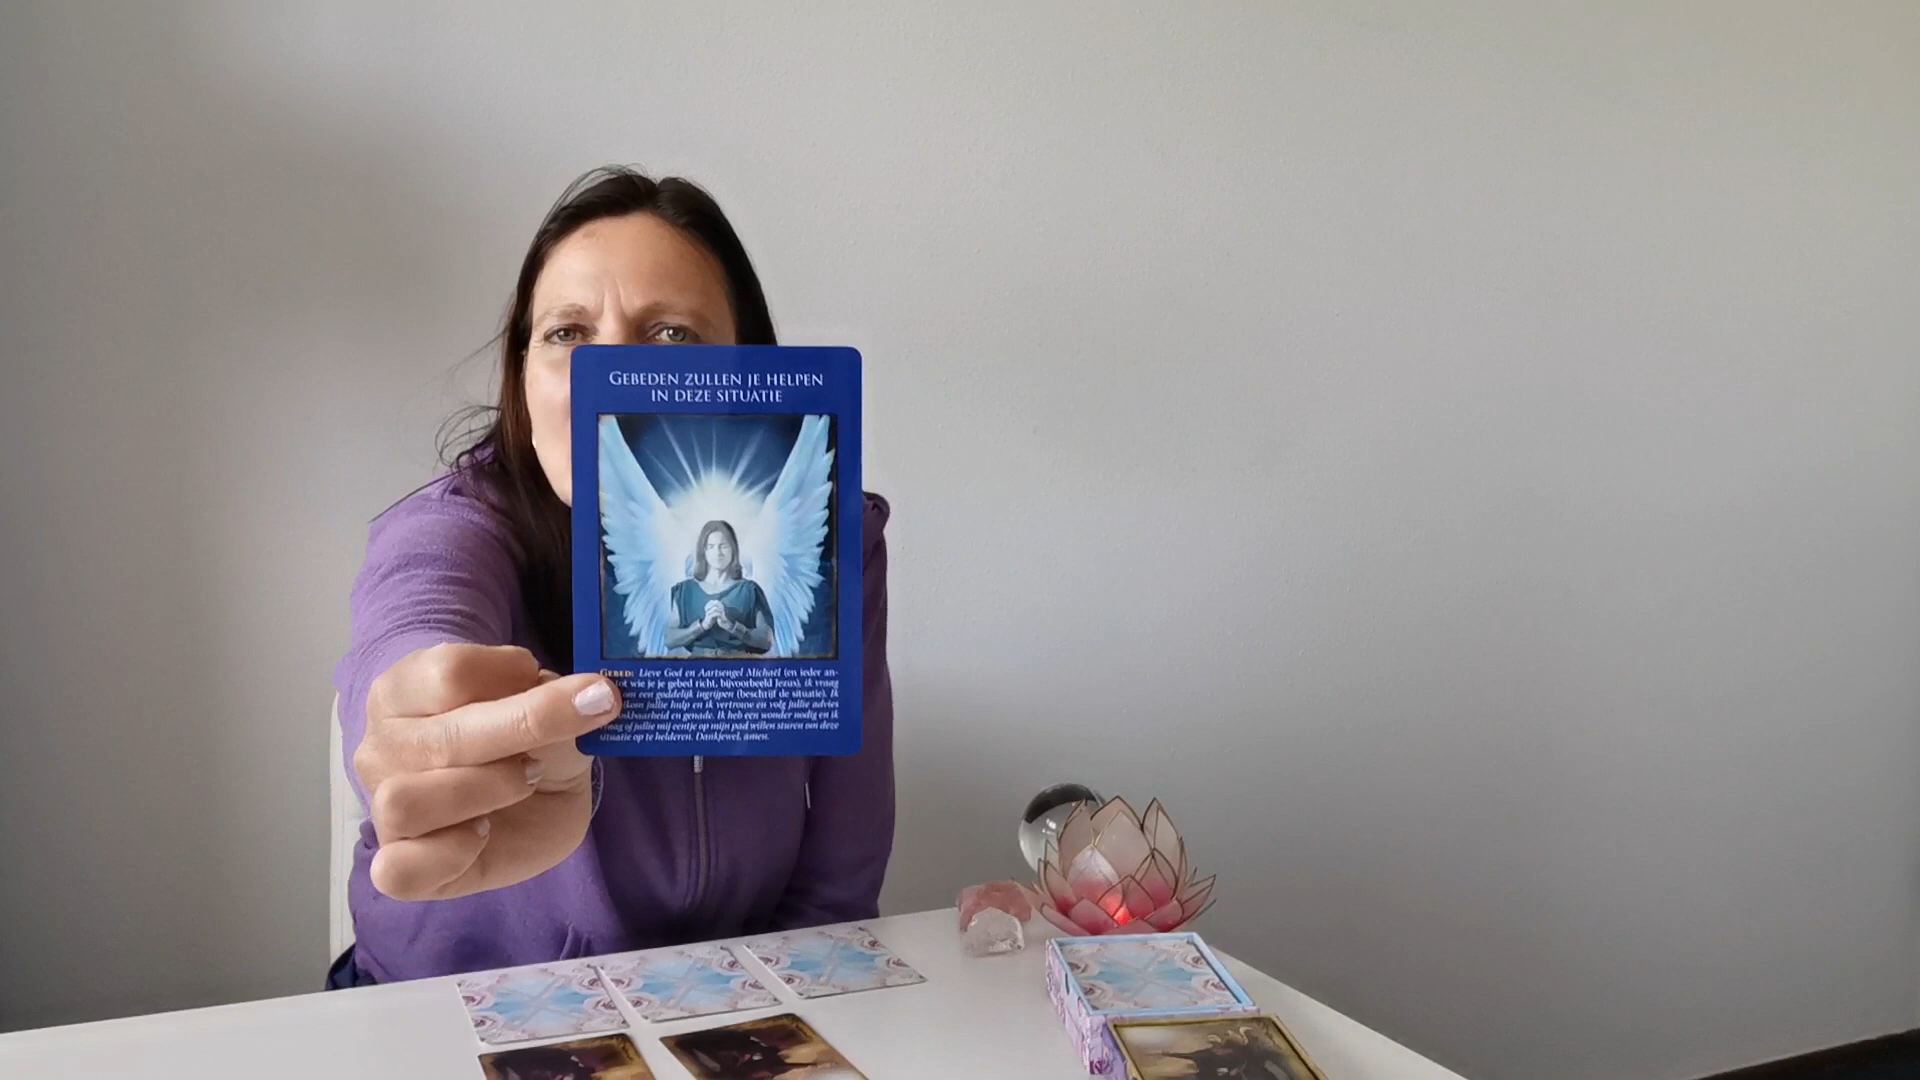 GEBEDEN ZULLEN JE HELPEN
IN DEZE SITUATIE
GEBED: Lieve God en Aartsengel Michaël (en ieder an-
tot wie je je gebed richt, bijvoorbeeld Jezus), ik vraag
om een goddelijk ingrijpen (beschrijf de situatie). Ik
jullie hulp en ik vertrouw en volg jullie advies
en genade. Ik heb een wonder nodig en ik
of jullie mij eentje op mijn pad willen sturen om deze
situatie op te helderen. Dankjewel, amen.